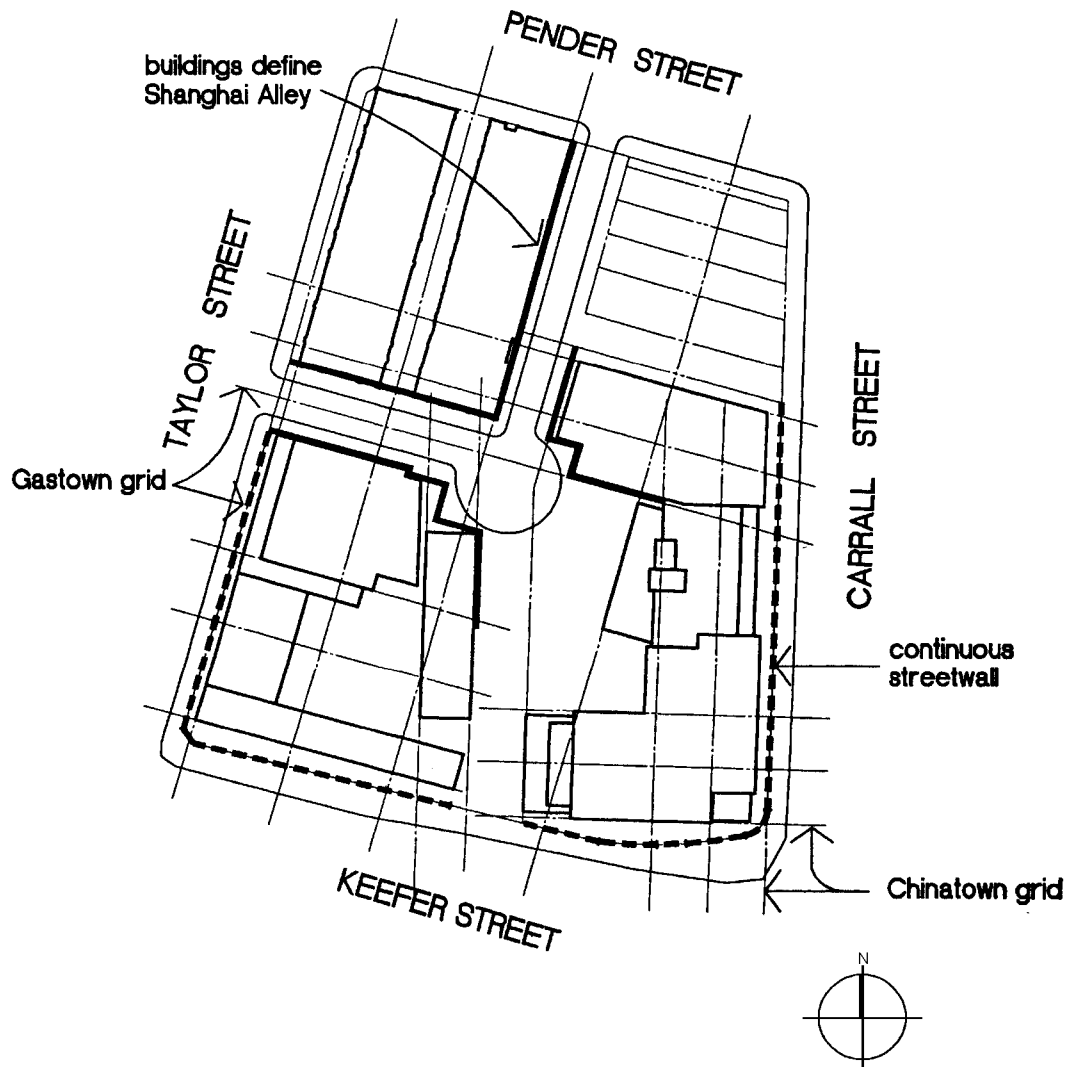 PENDER STREET
buildings define
Shanghai Alley
TAYLOR STREET
Gastown grid
CARRALL STREET
continuous
streetwall
Chinatown grid
KEEFER STREET
N